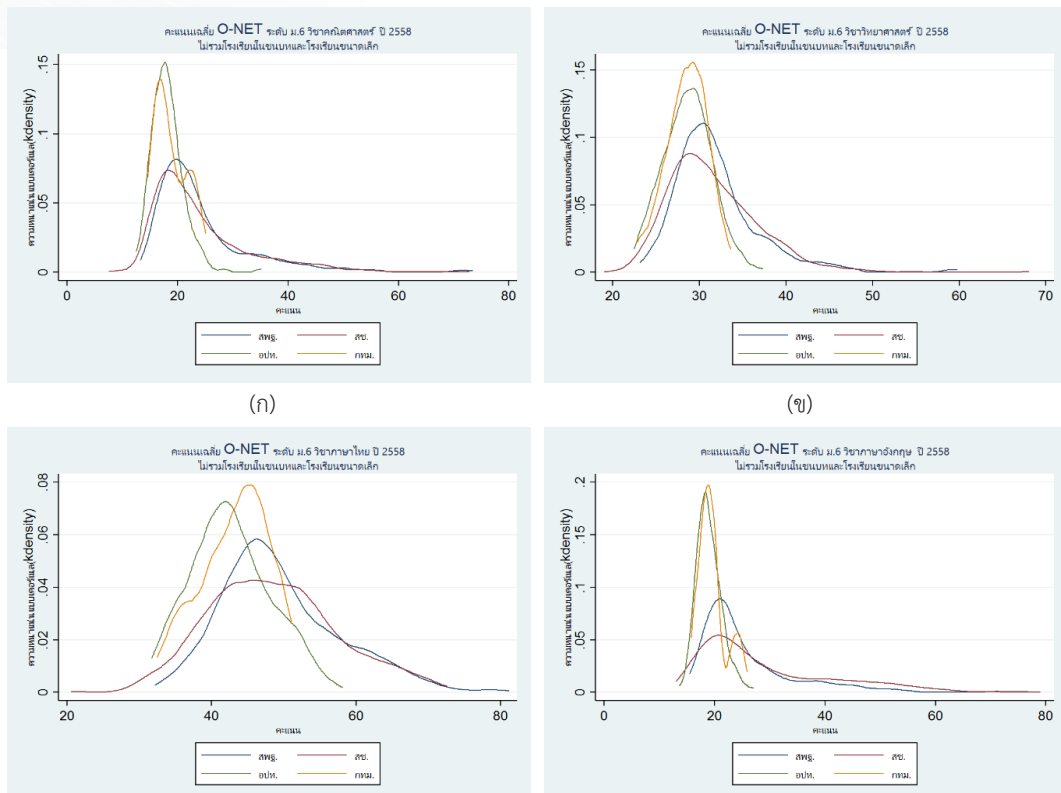 คะแนนเฉลี่ย O-NET ระดับ ม.6 วิชาคณิตศาสตร์ ปี 2558
ไม่รวมโรงเรียนในชนบทและโรงเรียนขนาดเล็ก
ความหนาแน่นแบบเคอร์แล(kdensity)
.15
.1
.05
0
0 20 40 60 80
คะแนน
สพฐ. สช.
อปท. กทม.
(ก)
คะแนนเฉลี่ย O-NET ระดับ ม.6 วิชาวิทยาศาสตร์ ปี 2558
ไม่รวมโรงเรียนในชนบทและโรงเรียนขนาดเล็ก
ความหนาแน่นแบบเคอร์แล(kdensity)
.15
.1
.05
0
20 30 40 50 60 70
คะแนน
สพฐ. สช.
อปท. กทม.
(ข)
คะแนนเฉลี่ย O-NET ระดับ ม.6 วิชาภาษาไทย ปี 2558
ไม่รวมโรงเรียนในชนบทและโรงเรียนขนาดเล็ก
ความหนาแน่นแบบเคอร์แล(kdensity)
.08
.06
.04
.02
0
20 40 60 80
คะแนน
สพฐ. สช.
อปท. กทม.
คะแนนเฉลี่ย O-NET ระดับ ม.6 วิชาภาษาอังกฤษ ปี 2558
ไม่รวมโรงเรียนในชนบทและโรงเรียนขนาดเล็ก
ความหนาแน่นแบบเคอร์แล(kdensity)
.2
.15
.1
.05
0
0 20 40 60 80
คะแนน
สพฐ. สช.
อปท. กทม.